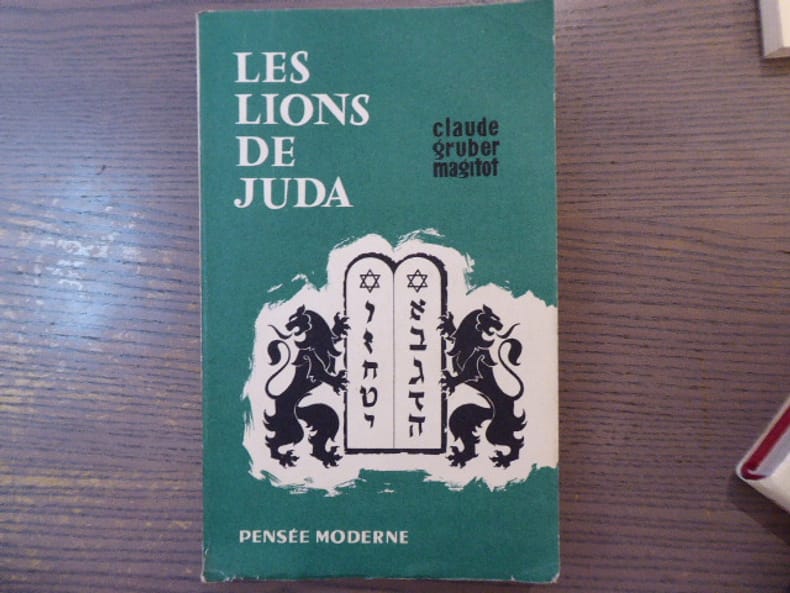 LES
LIONS
DE
JUDA
claude
gruber
magitot
ג
ה
ו
ח
ט
י
PENSÉE MODERNE